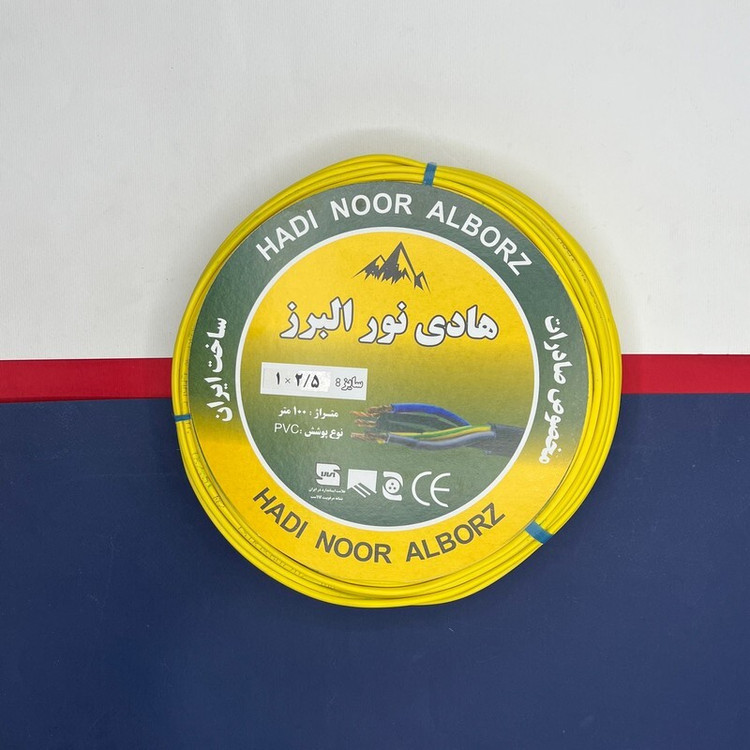 HADI NOOR ALBORZ
هادی نور البرز
سایز: ۱ × ۲/۵
متراژ: ۱۰۰ متر
نوع پوشش: PVC
CE
مخصوص صادرات
ساخت ایران
HADI NOOR ALBORZ